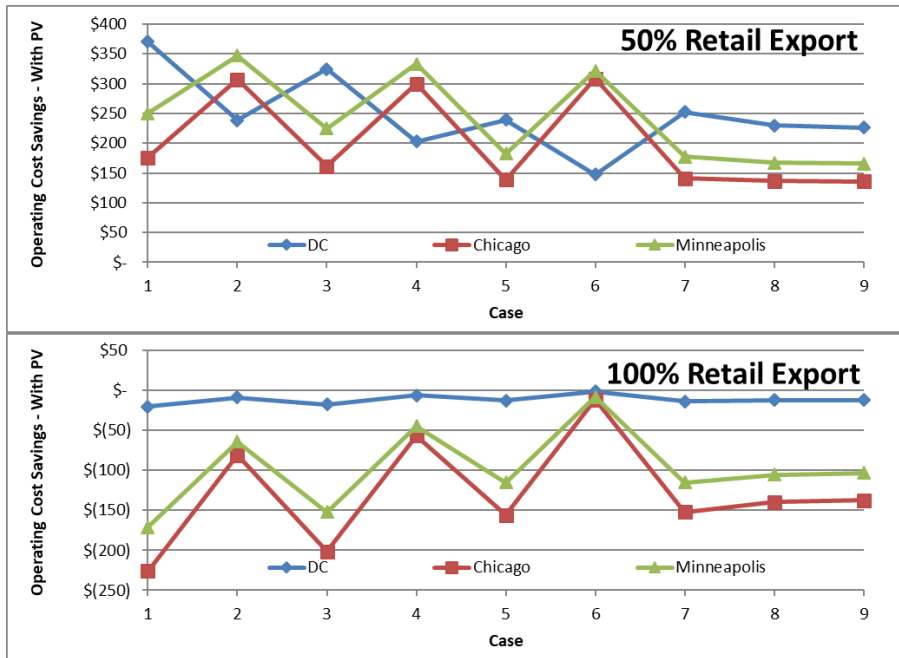 50% Retail Export
Operating Cost Savings - With PV
$400
$350
$300
$250
$200
$150
$100
$50
$-
DC Chicago Minneapolis
1 2 3 4 5 6 7 8 9
Case
100% Retail Export
Operating Cost Savings - With PV
$50
$-
$(50)
$(100)
$(150)
$(200)
$(250)
DC Chicago Minneapolis
1 2 3 4 5 6 7 8 9
Case